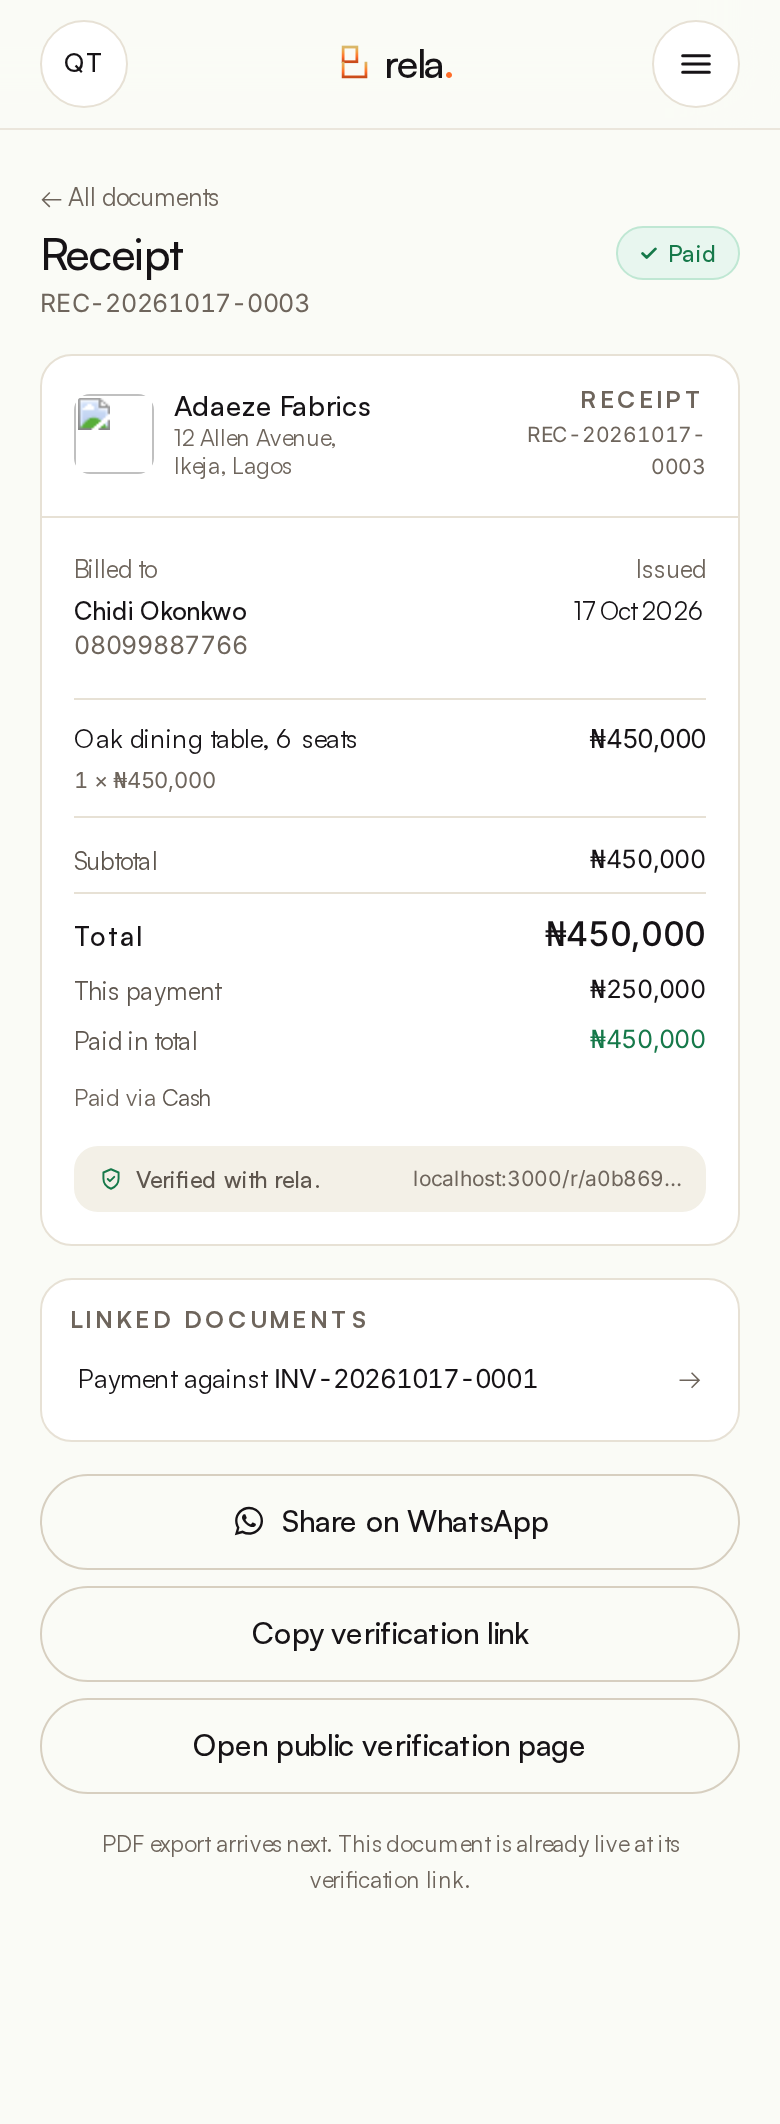 QT
rela.
← All documents
Receipt
✓ Paid
REC-20261017-0003
Adaeze Fabrics
12 Allen Avenue,
Ikeja, Lagos
RECEIPT
REC-20261017-
0003
Billed to
Issued
Chidi Okonkwo
17 Oct 2026
08099887766
Oak dining table, 6 seats
₦450,000
1 × ₦450,000
Subtotal
₦450,000
Total
₦450,000
This payment
₦250,000
Paid in total
₦450,000
Paid via Cash
Verified with rela.
localhost:3000/r/a0b869...
LINKED DOCUMENTS
Payment against INV-20261017-0001 →
Share on WhatsApp
Copy verification link
Open public verification page
PDF export arrives next. This document is already live at its
verification link.